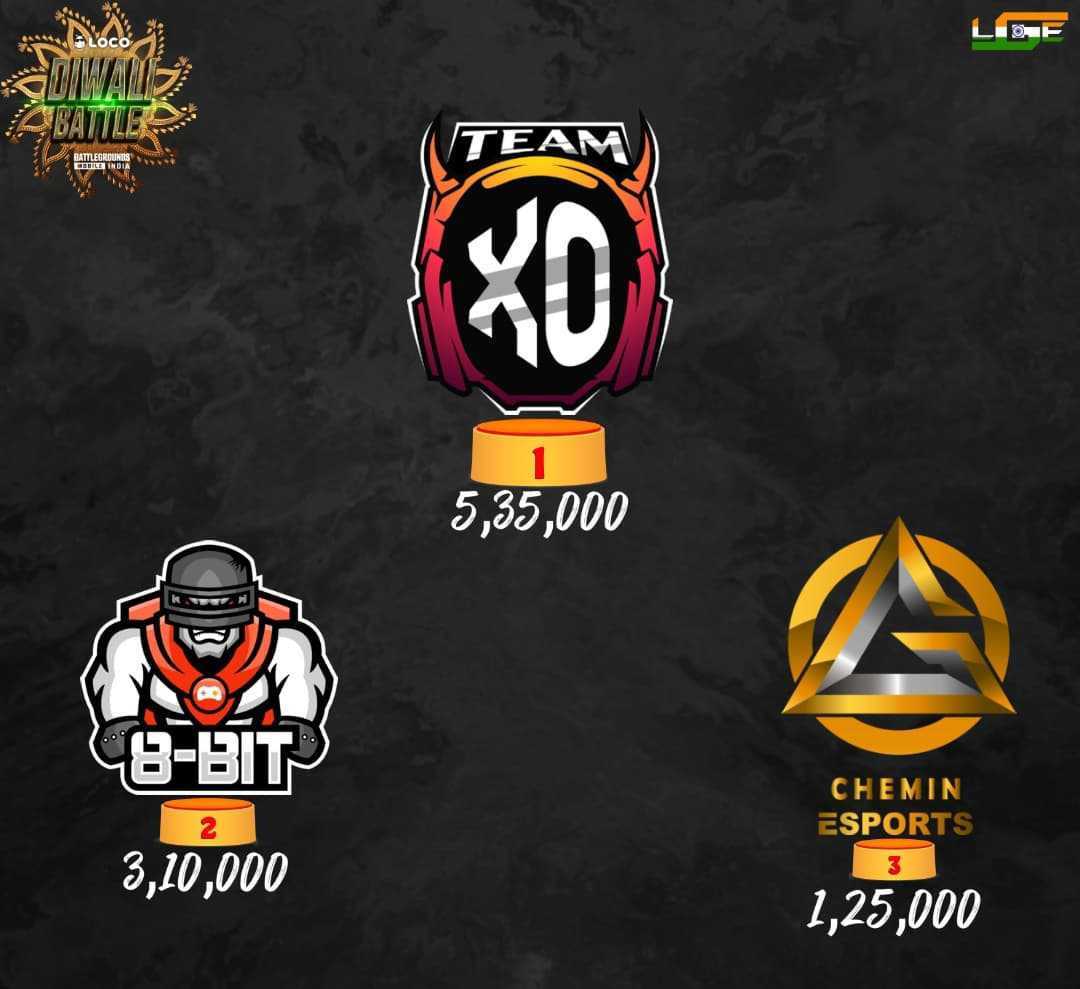 LOCO
DIWALI
BATTLE
BATTLEGROUNDS
MOBILE INDIA
LGE
TEAM
XO
1
5,35,000
8-BIT
2
3,10,000
CHEMIN
ESPORTS
3
1,25,000